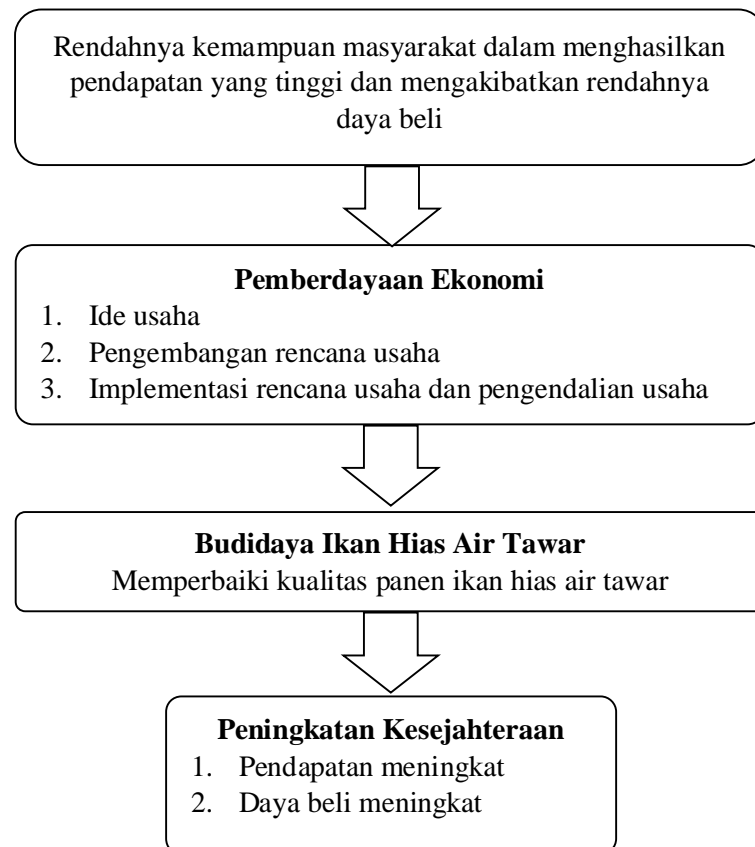 Rendahnya kemampuan masyarakat dalam menghasilkan
pendapatan yang tinggi dan mengakibatkan rendahnya
daya beli
Pemberdayaan Ekonomi
1. Ide usaha
2. Pengembangan rencana usaha
3. Implementasi rencana usaha dan pengendalian usaha
Budidaya Ikan Hias Air Tawar
Memperbaiki kualitas panen ikan hias air tawar
Peningkatan Kesejahteraan
1. Pendapatan meningkat
2. Daya beli meningkat